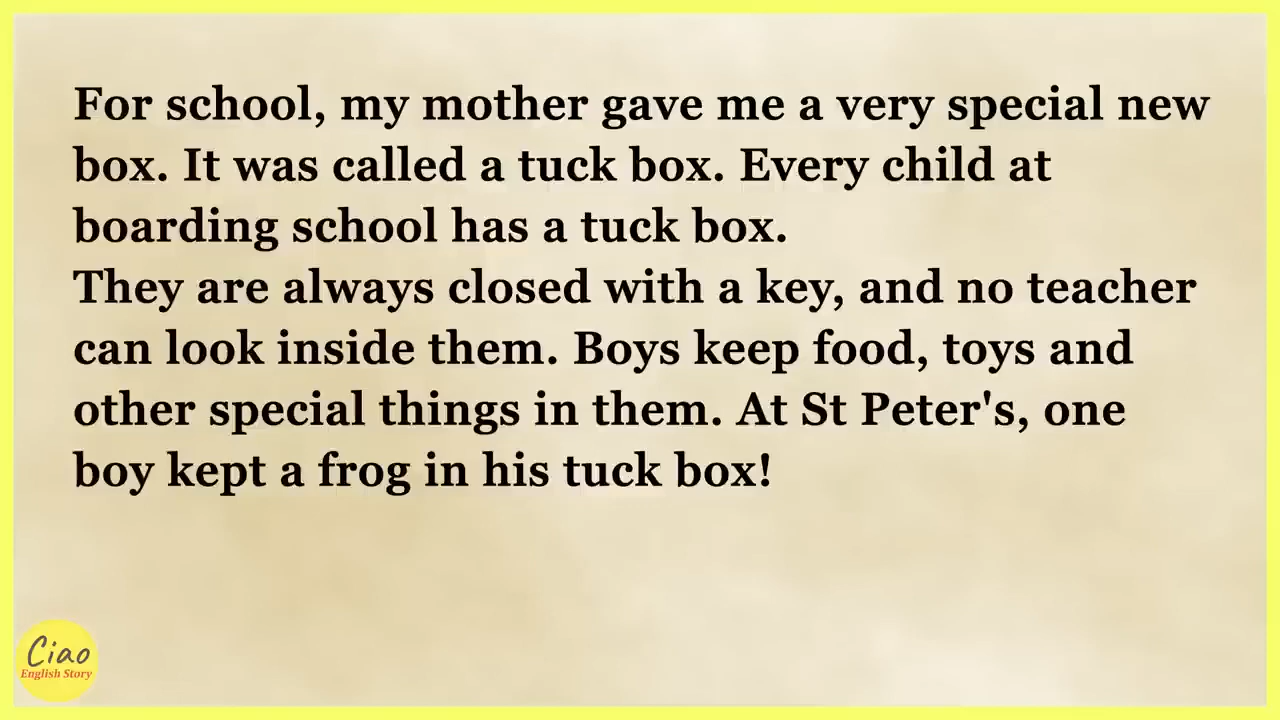 For school, my mother gave me a very special new
box. It was called a tuck box. Every child at
boarding school has a tuck box.
They are always closed with a key, and no teacher
can look inside them. Boys keep food, toys and
other special things in them. At St Peter's, one
boy kept a frog in his tuck box!
Ciao
English Story